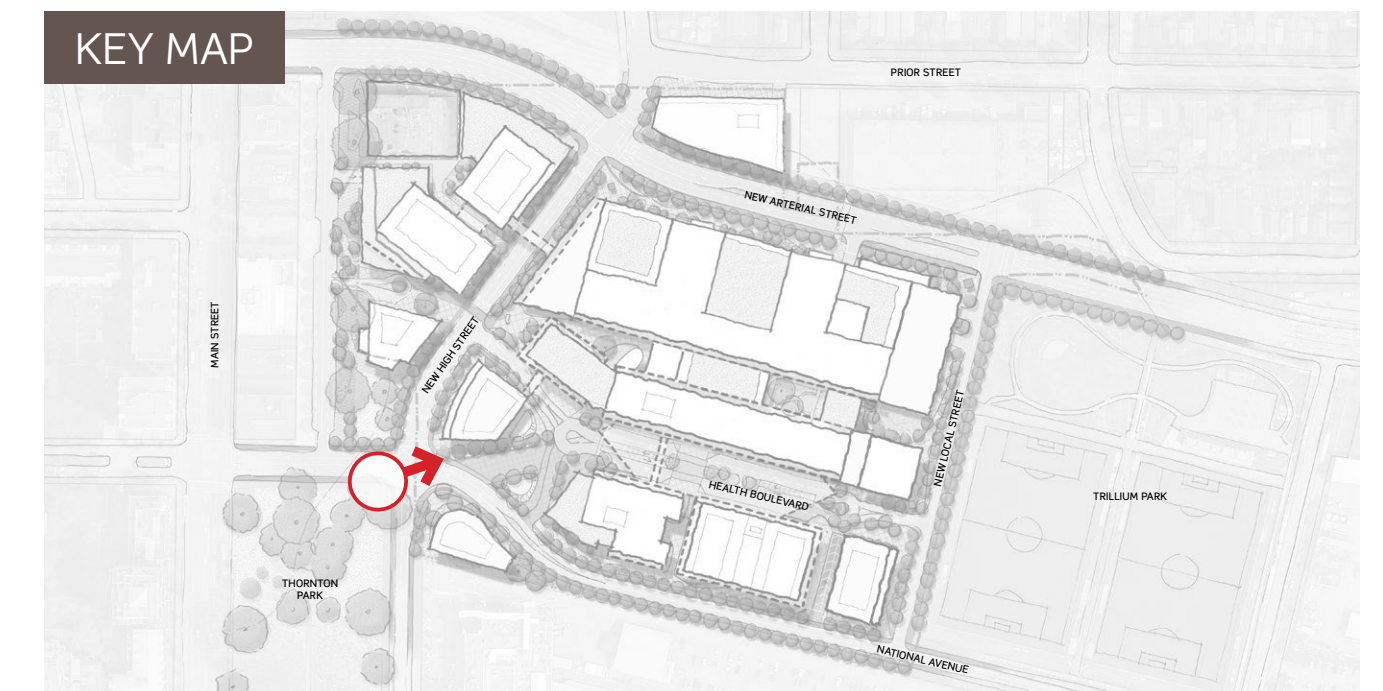 KEY MAP
PRIOR STREET
NEW ARTERIAL STREET
MAIN STREET
NEW HIGH STREET
NEW LOCAL STREET
HEALTH BOULEVARD
TRILLIUM PARK
THORNTON
PARK
NATIONAL AVENUE